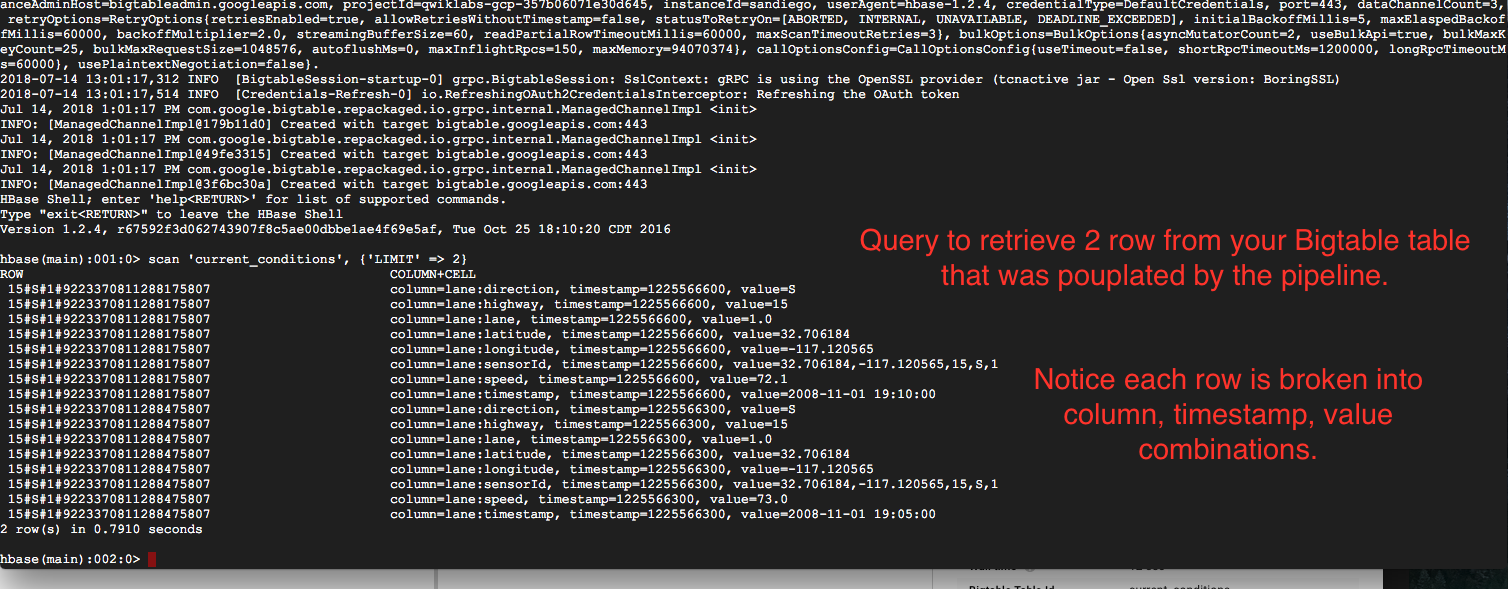 anceAdminHost=bigtableadmin.googleapis.com, projectId=qwiklabs-gcp-357b06071e30d645, instanceId=sandiego, userAgent=hbase-1.2.4, credentialType=DefaultCredentials, port=443, dataChannelCount=3,
retryOptions=RetryOptions{retriesEnabled=true, allowRetriesWithoutTimestamp=false, statusToRetryOn=[ABORTED, INTERNAL, UNAVAILABLE, DEADLINE_EXCEEDED], initialBackoffMillis=5, maxElaspedBackof
fMillis=60000, backoffMultiplier=2.0, streamingBufferSize=60, readPartialRowTimeoutMillis=60000, maxScanTimeoutRetries=3}, bulkOptions=BulkOptions{asyncMutatorCount=2, useBulkApi=true, bulkMaxK
eyCount=25, bulkMaxRequestSize=1048576, autoflushMs=0, maxInflightRpcs=150, maxMemory=94070374}, callOptionsConfig=CallOptionsConfig{useTimeout=false, shortRpcTimeoutMs=1200000, longRpcTimeoutM
s=60000}, usePlaintextNegotiation=false}.
2018-07-14 13:01:17,312 INFO  [BigtableSession-startup-0] grpc.BigtableSession: SslContext: gRPC is using the OpenSSL provider (tcnactive jar - Open Ssl version: BoringSSL)
2018-07-14 13:01:17,514 INFO  [Credentials-Refresh-0] io.RefreshingOAuth2CredentialsInterceptor: Refreshing the OAuth token
Jul 14, 2018 1:01:17 PM com.google.bigtable.repackaged.io.grpc.internal.ManagedChannelImpl <init>
INFO: [ManagedChannelImpl@179b11d0] Created with target bigtable.googleapis.com:443
Jul 14, 2018 1:01:17 PM com.google.bigtable.repackaged.io.grpc.internal.ManagedChannelImpl <init>
INFO: [ManagedChannelImpl@49fe3315] Created with target bigtable.googleapis.com:443
Jul 14, 2018 1:01:17 PM com.google.bigtable.repackaged.io.grpc.internal.ManagedChannelImpl <init>
INFO: [ManagedChannelImpl@3f6bc30a] Created with target bigtable.googleapis.com:443
HBase Shell; enter 'help<RETURN>' for list of supported commands.
Type "exit<RETURN>" to leave the HBase Shell
Version 1.2.4, r67592f3d062743907f8c5ae00dbbe1ae4f69e5af, Tue Oct 25 18:10:20 CDT 2016
hbase(main):001:0> scan 'current_conditions', {'LIMIT' => 2}
ROW COLUMN+CELL
15#S#1#9223370811288175807 column=lane:direction, timestamp=1225566600, value=S
15#S#1#9223370811288175807 column=lane:highway, timestamp=1225566600, value=15
15#S#1#9223370811288175807 column=lane:lane, timestamp=1225566600, value=1.0
15#S#1#9223370811288175807 column=lane:latitude, timestamp=1225566600, value=32.706184
15#S#1#9223370811288175807 column=lane:longitude, timestamp=1225566600, value=-117.120565
15#S#1#9223370811288175807 column=lane:sensorId, timestamp=1225566600, value=32.706184,-117.120565,15,S,1
15#S#1#9223370811288175807 column=lane:speed, timestamp=1225566600, value=72.1
15#S#1#9223370811288175807 column=lane:timestamp, timestamp=1225566600, value=2008-11-01 19:10:00
15#S#1#9223370811288475807 column=lane:direction, timestamp=1225566300, value=S
15#S#1#9223370811288475807 column=lane:highway, timestamp=1225566300, value=15
15#S#1#9223370811288475807 column=lane:lane, timestamp=1225566300, value=1.0
15#S#1#9223370811288475807 column=lane:latitude, timestamp=1225566300, value=32.706184
15#S#1#9223370811288475807 column=lane:longitude, timestamp=1225566300, value=-117.120565
15#S#1#9223370811288475807 column=lane:sensorId, timestamp=1225566300, value=32.706184,-117.120565,15,S,1
15#S#1#9223370811288475807 column=lane:speed, timestamp=1225566300, value=73.0
15#S#1#9223370811288475807 column=lane:timestamp, timestamp=1225566300, value=2008-11-01 19:05:00
2 row(s) in 0.7910 seconds
hbase(main):002:0>
Query to retrieve 2 row from your Bigtable table
that was pouplated by the pipeline.
Notice each row is broken into
column, timestamp, value
combinations.